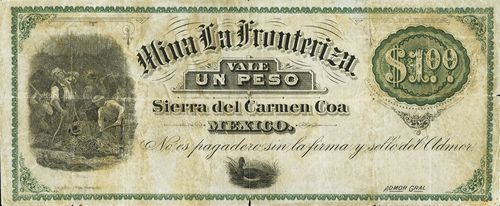 Mina La Fronteriza.
VALE
UN PESO
$1.00
Sierra del Carmen Coa
MEXICO.
No es pagadero sin la firma y sello del Admor.
ADMOR GRAL